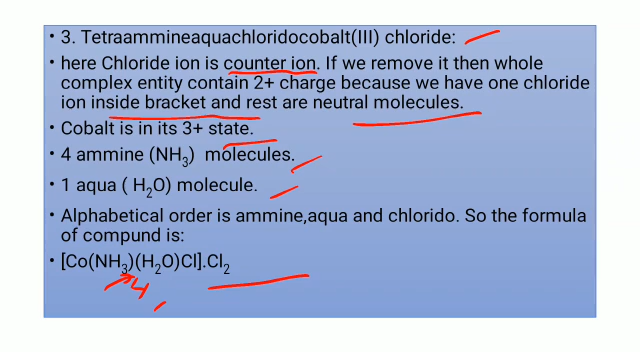 • 3. Tetraammineaquachloridocobalt(III) chloride:
• here Chloride ion is counter ion. If we remove it then whole
complex entity contain 2+ charge because we have one chloride
ion inside bracket and rest are neutral molecules.
• Cobalt is in its 3+ state.
• 4 ammine (NH₃) molecules.
• 1 aqua ( H₂O) molecule.
• Alphabetical order is ammine,aqua and chlorido. So the formula
of compund is:
• [Co(NH₃)(H₂O)Cl].Cl₂
4